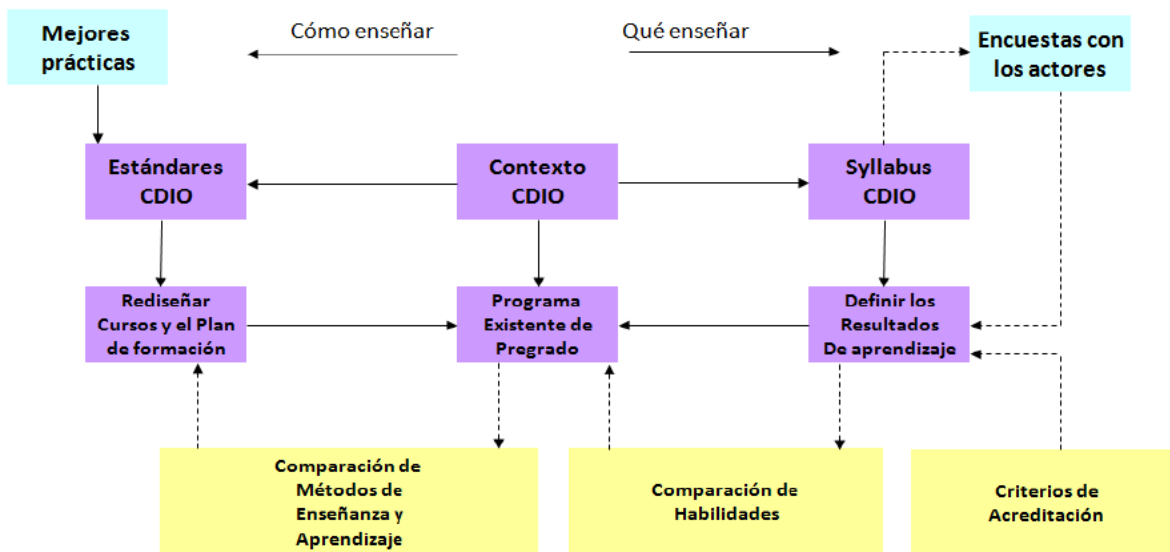 Mejores
prácticas
Cómo enseñar
Qué enseñar
Encuestas con
los actores
Estándares
CDIO
Contexto
CDIO
Syllabus
CDIO
Rediseñar
Cursos y el Plan
de formación
Programa
Existente de
Pregrado
Definir los
Resultados
De aprendizaje
Comparación de
Métodos de
Enseñanza y
Aprendizaje
Comparación de
Habilidades
Criterios de
Acreditación